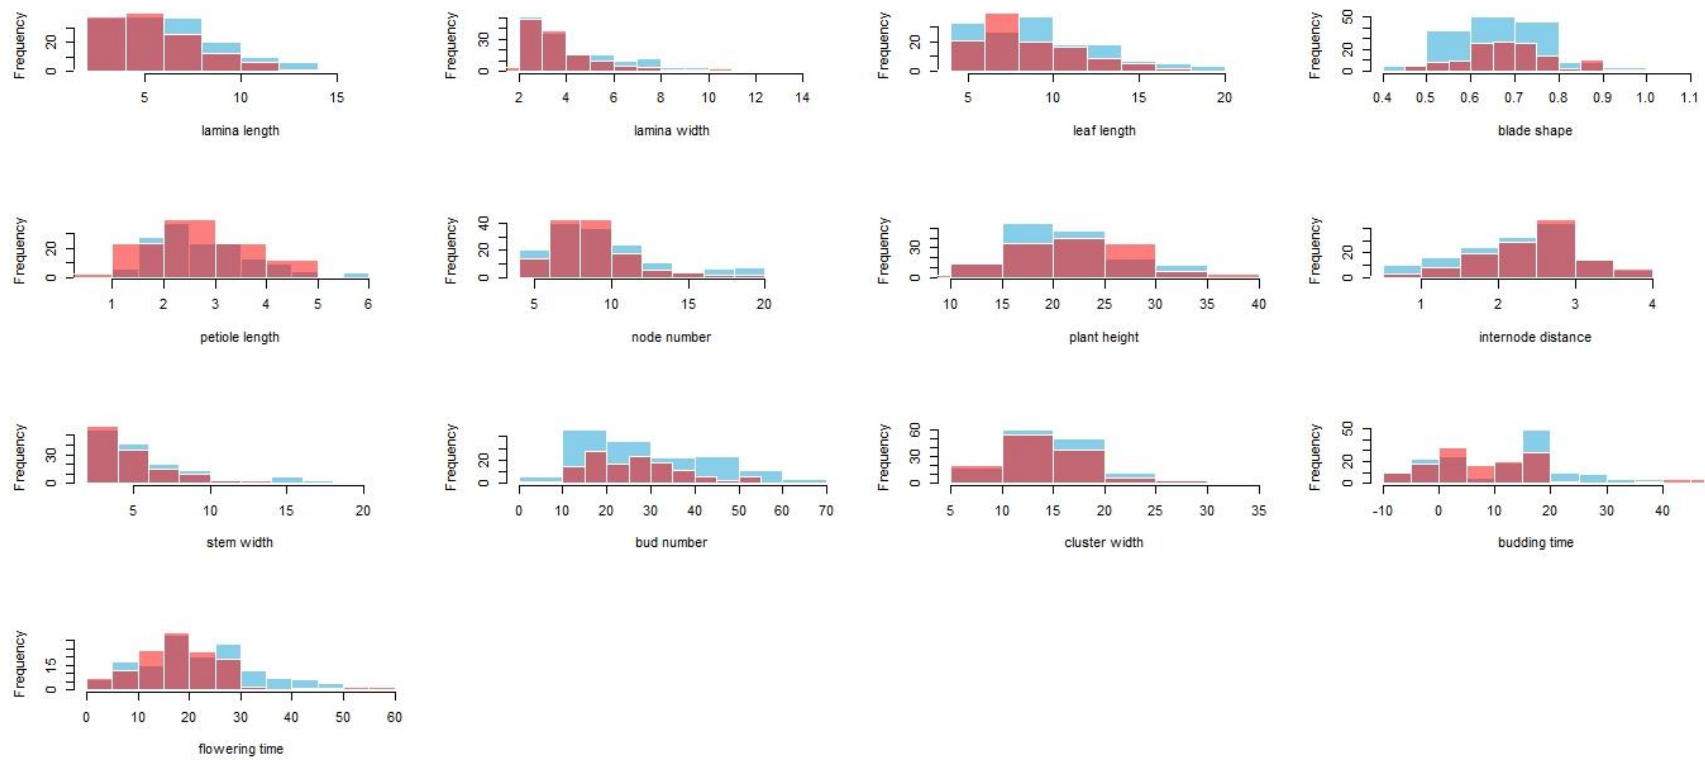 Frequency
0 20
5 10 15
lamina length
Frequency
0 30
2 4 6 8 10 12 14
lamina width
Frequency
0 20
5 10 15 20
leaf length
Frequency
0 20 50
0.4 0.5 0.6 0.7 0.8 0.9 1.0 1.1
blade shape
Frequency
0 20
1 2 3 4 5 6
petiole length
Frequency
0 20 40
5 10 15 20
node number
Frequency
0 30
10 15 20 25 30 35 40
plant height
Frequency
0 20
1 2 3 4
internode distance
Frequency
0 30
5 10 15 20
stem width
Frequency
0 20
0 10 20 30 40 50 60 70
bud number
Frequency
0 30 60
5 10 15 20 25 30 35
cluster width
Frequency
0 20 50
-10 0 10 20 30 40
budding time
Frequency
0 15
0 10 20 30 40 50 60
flowering time